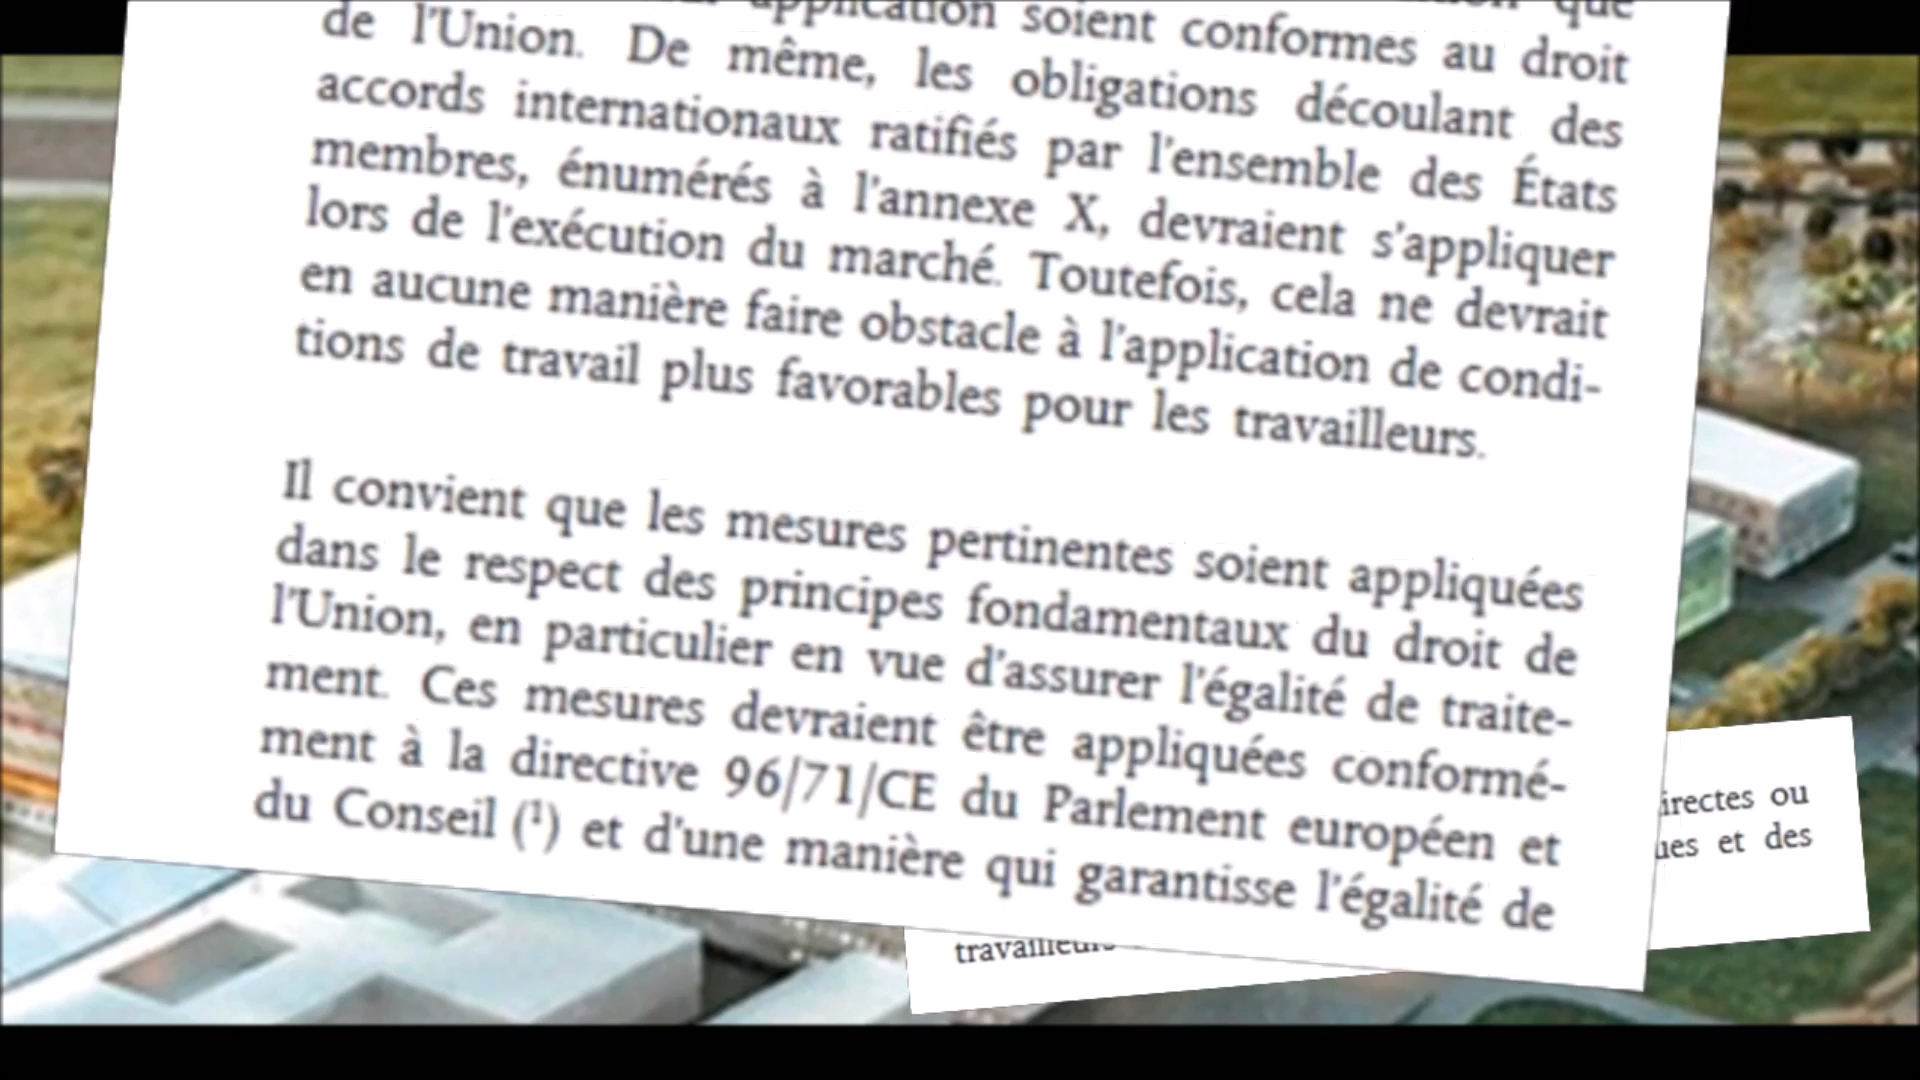 application soient conformes au droit que
de l'Union. De même, les obligations découlant des
accords internationaux ratifiés par l'ensemble des États
membres, énumérés à l'annexe X, devraient s'appliquer
lors de l'exécution du marché. Toutefois, cela ne devrait
en aucune manière faire obstacle à l'application de condi-
tions de travail plus favorables pour les travailleurs.
Il convient que les mesures pertinentes soient appliquées
dans le respect des principes fondamentaux du droit de
l'Union, en particulier en vue d'assurer l'égalité de traite-
ment. Ces mesures devraient être appliquées conformé-
ment à la directive 96/71/CE du Parlement européen et
du Conseil (¹) et d'une manière qui garantisse l'égalité de
irectes ou
ues et des
travailleurs